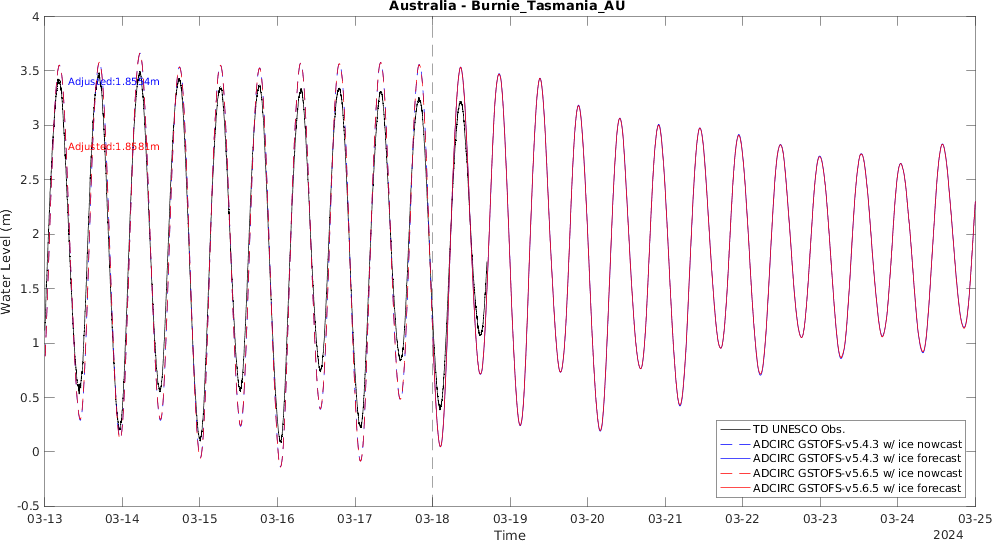 Australia - Burnie_Tasmania_AU
4
3.5
3
2.5
2
1.5
1
0.5
0
-0.5
Water Level (m)
Adjusted:1.8594m
Adjusted:1.8681m
TD UNESCO Obs.
ADCIRC GSTOFS-v5.4.3 w/ ice nowcast
ADCIRC GSTOFS-v5.4.3 w/ ice forecast
ADCIRC GSTOFS-v5.6.5 w/ ice nowcast
ADCIRC GSTOFS-v5.6.5 w/ ice forecast
03-13 03-14 03-15 03-16 03-17 03-18 03-19 03-20 03-21 03-22 03-23 03-24 03-25
Time
2024